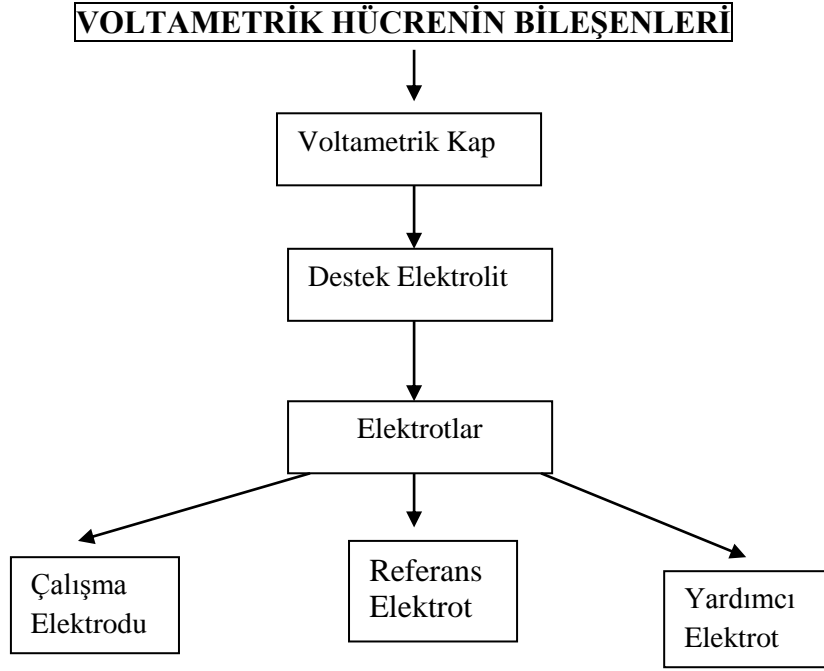 VOLTAMETRİK HÜCRENİN BİLEŞENLERİ
Voltametrik Kap
Destek Elektrolit
Elektrotlar
Çalışma
Elektrodu
Referans
Elektrot
Yardımcı
Elektrot